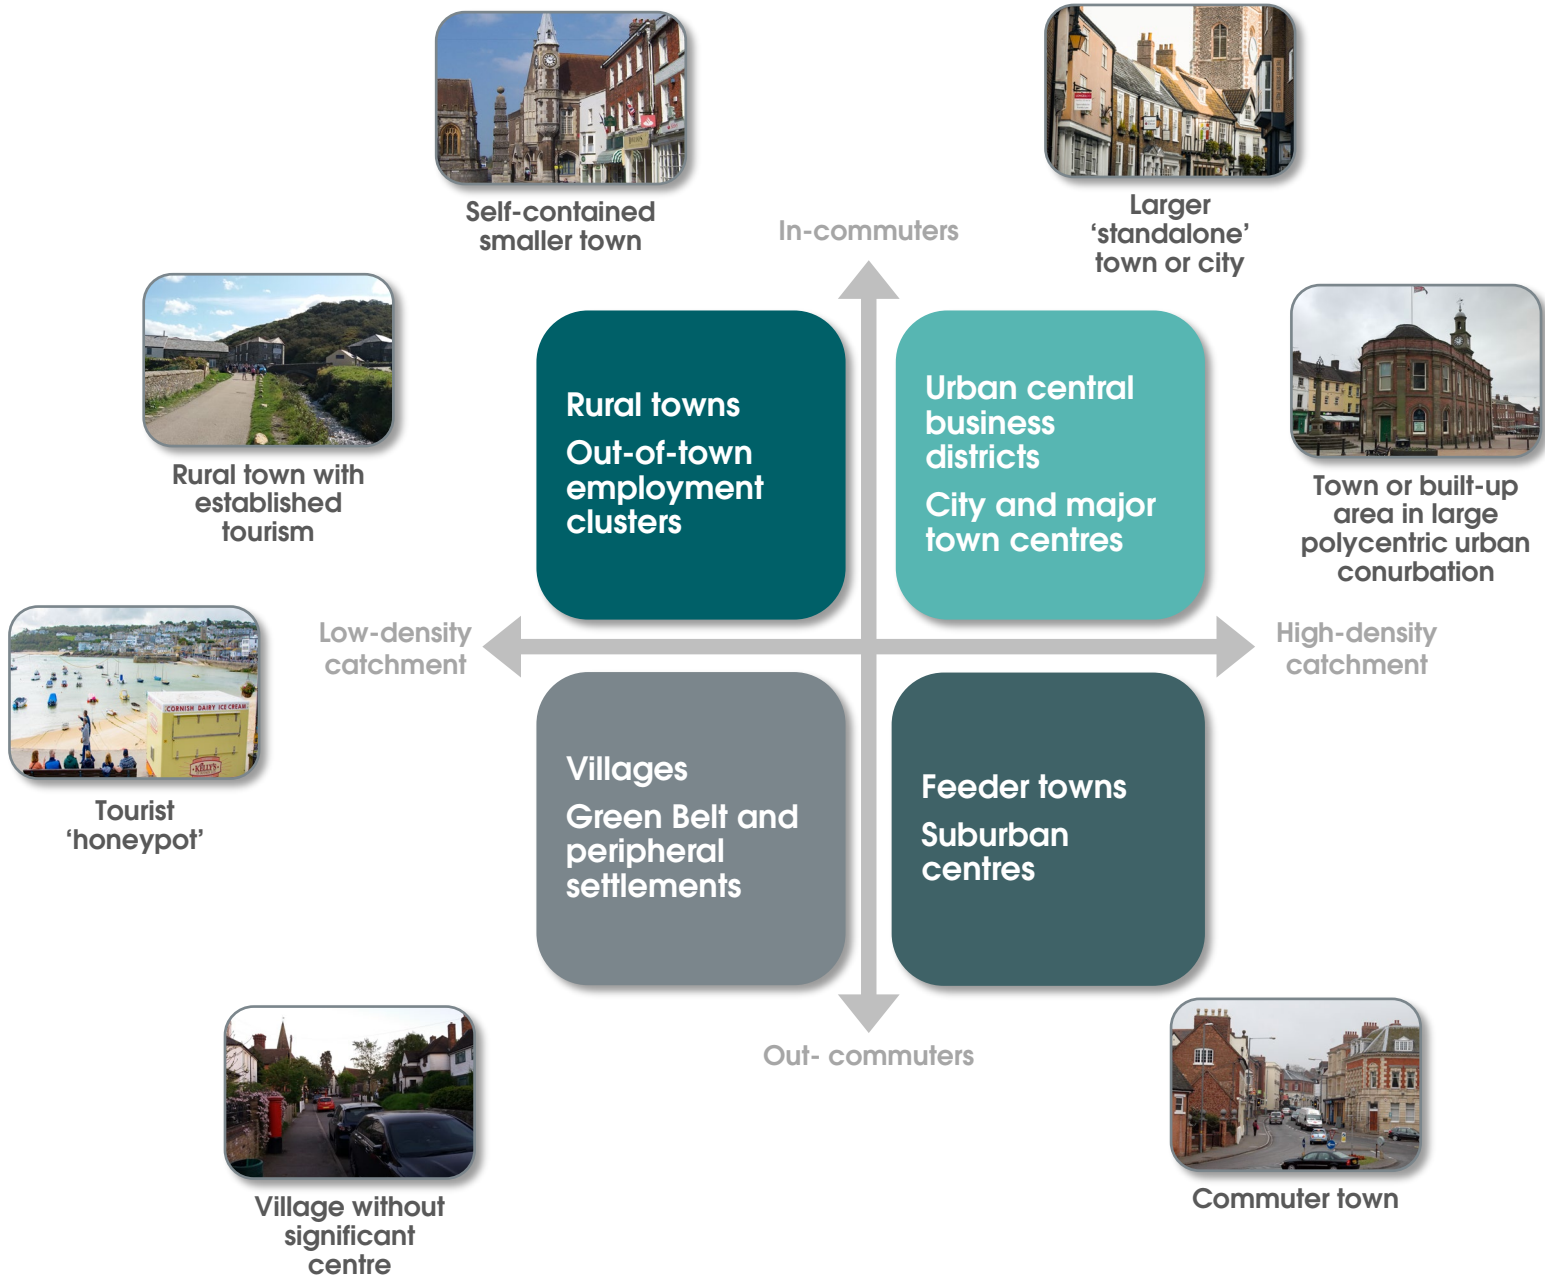 Self-contained
smaller town
In-commuters
Larger
‘standalone’
town or city
Rural town with
established
tourism
Rural towns
Out-of-town
employment
clusters
Urban central
business
districts
City and major
town centres
Town or built-up
area in large
polycentric urban
conurbation
Low-density
catchment
High-density
catchment
CORNISH DAIRY ICE CREAM
KELLY'S
Tourist
‘honeypot’
Villages
Green Belt and
peripheral
settlements
Feeder towns
Suburban
centres
Out- commuters
Village without
significant
centre
Commuter town